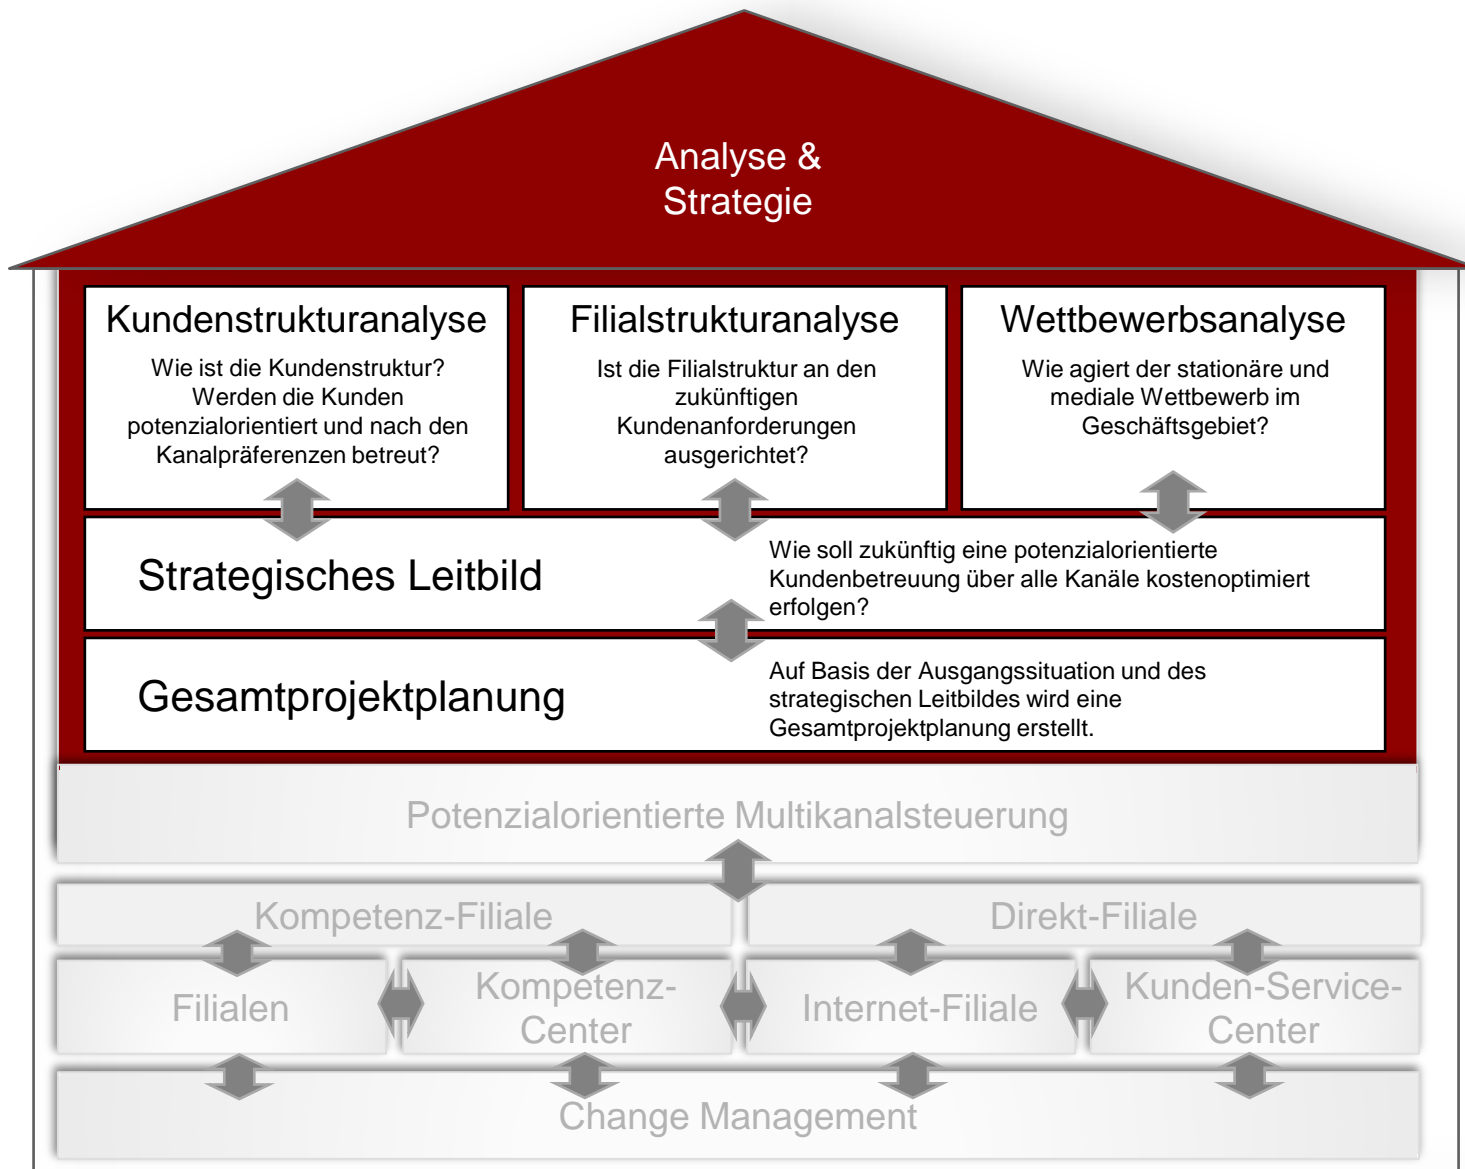 Analyse &
Strategie
Kundenstrukturanalyse
Wie ist die Kundenstruktur?
Werden die Kunden
potenzialorientiert und nach den
Kanalpräferenzen betreut?
Filialstrukturanalyse
Ist die Filialstruktur an den
zukünftigen
Kundenanforderungen
ausgerichtet?
Wettbewerbsanalyse
Wie agiert der stationäre und
mediale Wettbewerb im
Geschäftsgebiet?
Strategisches Leitbild
Wie soll zukünftig eine potenzialorientierte
Kundenbetreuung über alle Kanäle kostenoptimiert
erfolgen?
Gesamtprojektplanung
Auf Basis der Ausgangssituation und des
strategischen Leitbildes wird eine
Gesamtprojektplanung erstellt.
Potenzialorientierte Multikanalsteuerung
Kompetenz-Filiale
Direkt-Filiale
Filialen
Kompetenz-
Center
Internet-Filiale
Kunden-Service-
Center
Change Management